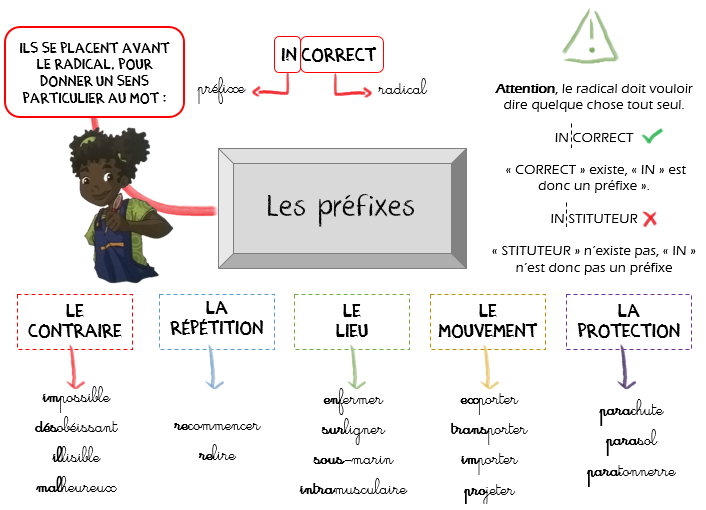 ILS SE PLACENT AVANT
LE RADICAL, POUR
DONNER UN SENS
PARTICULIER AU MOT :
INCORRECT
préfixe
radical
Attention, le radical doit vouloir
dire quelque chose tout seul.
IN CORRECT
« CORRECT » existe, « IN » est
donc un préfixe ».
IN STITUTEUR
« STITUTEUR » n'existe pas, « IN »
n'est donc pas un préfixe
Les préfixes
LE
CONTRAIRE
impossible
désobéissant
illisible
malheureux
LA
RÉPÉTITION
recommencer
relire
LE
LIEU
enfermer
surligner
sous-marin
intramusculaire
LE
MOUVEMENT
exporter
transporter
importer
projeter
LA
PROTECTION
parachute
parasol
paratonnerre